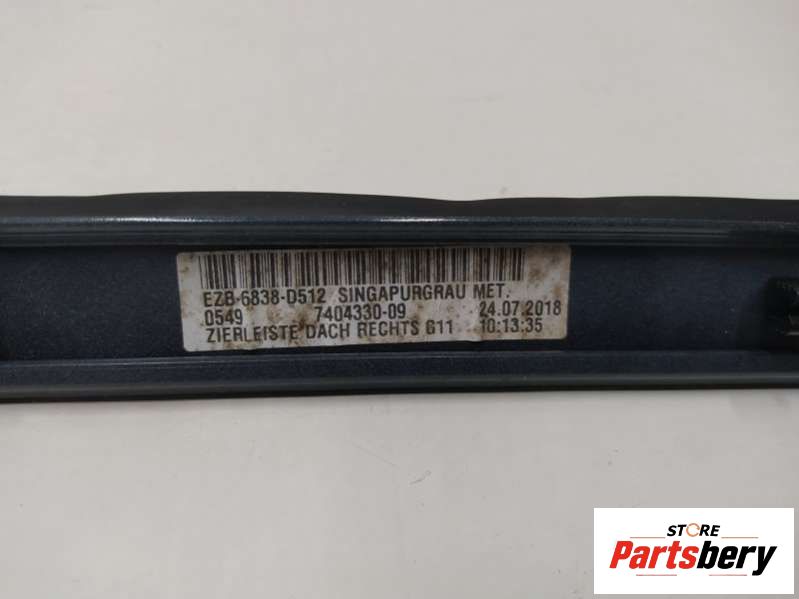 EZB-6838-D512 SINGAPURGRAU MET.
0549 7404330-09 24.07.2018
ZIERLEISTE DACH RECHTS G11 10:13:35
STORE
Partsbery